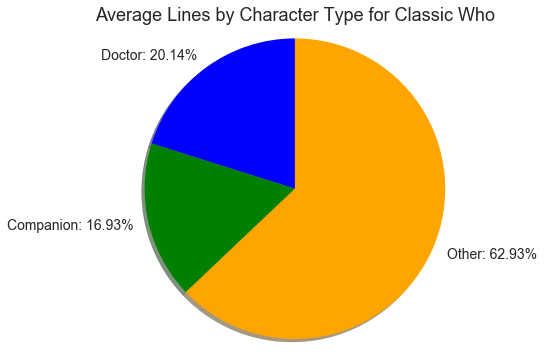 Average Lines by Character Type for Classic Who
Doctor: 20.14%
Companion: 16.93%
Other: 62.93%